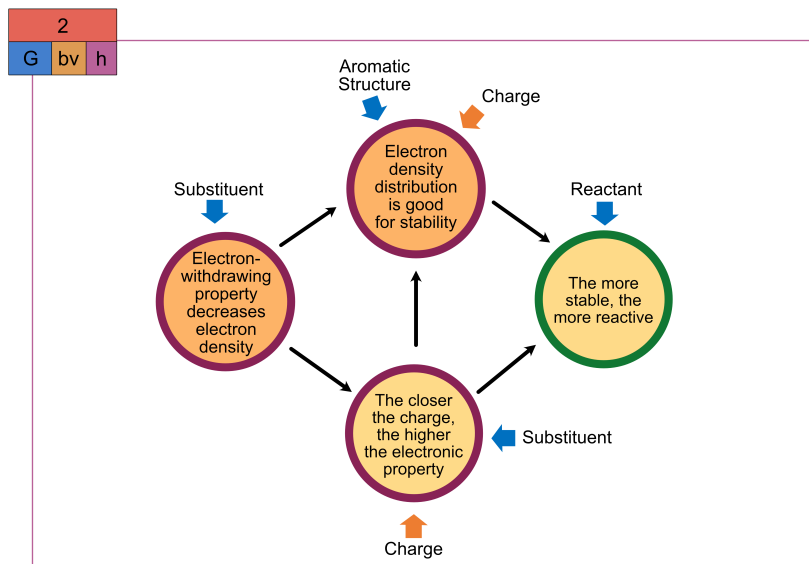 2
G bv h
Aromatic
Structure
Charge
Electron
density
distribution
is good
for stability
Substituent
Reactant
Electron-
withdrawing
property
decreases
electron
density
The more
stable, the
more reactive
The closer
the charge,
the higher
the electronic
property
Substituent
Charge